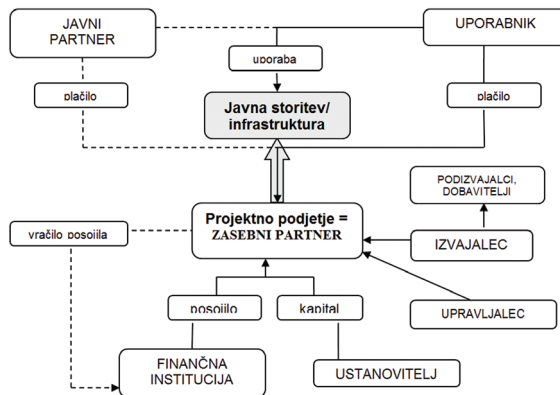 JAVNI
PARTNER
UPORABNIK
uporaba
plačilo
Javna storitev/
infrastruktura
plačilo
PODIZVAJALCI,
DOBAVITELJI
Projektno podjetje =
ZASEBNI PARTNER
vračilo posojila
IZVAJALEC
posojilo
kapital
UPRAVLJALEC
FINANČNA
INSTITUCIJA
USTANOVITELJ